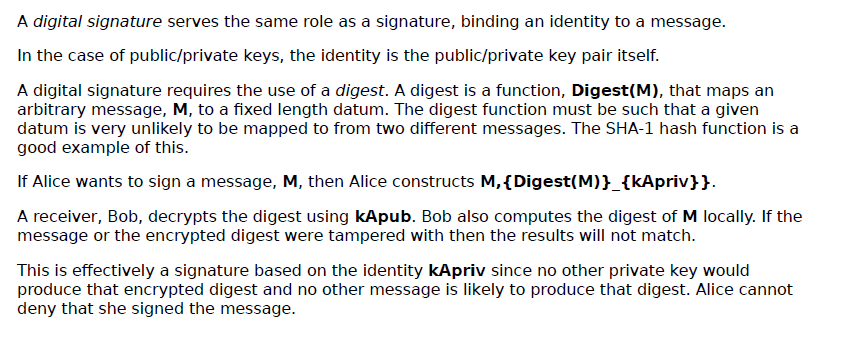 A digital signature serves the same role as a signature, binding an identity to a message.
In the case of public/private keys, the identity is the public/private key pair itself.
A digital signature requires the use of a digest. A digest is a function, Digest(M), that maps an
arbitrary message, M, to a fixed length datum. The digest function must be such that a given
datum is very unlikely to be mapped to from two different messages. The SHA-1 hash function is a
good example of this.
If Alice wants to sign a message, M, then Alice constructs M,{Digest(M)}_{kApriv}}.
A receiver, Bob, decrypts the digest using kApub. Bob also computes the digest of M locally. If the
message or the encrypted digest were tampered with then the results will not match.
This is effectively a signature based on the identity kApriv since no other private key would
produce that encrypted digest and no other message is likely to produce that digest. Alice cannot
deny that she signed the message.